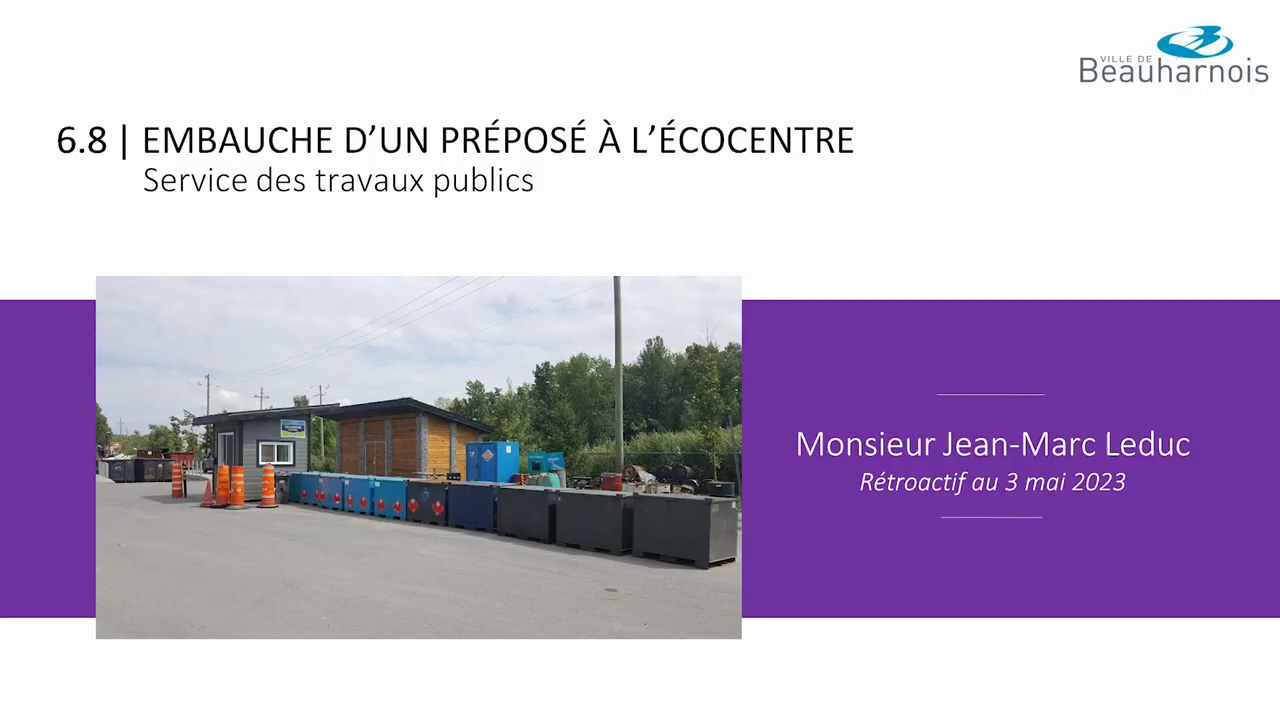 VILLE DE
Beauharnois
6.8 | EMBAUCHE D’UN PRÉPOSÉ À L’ÉCOCENTRE
Service des travaux publics
Monsieur Jean-Marc Leduc
Rétroactif au 3 mai 2023